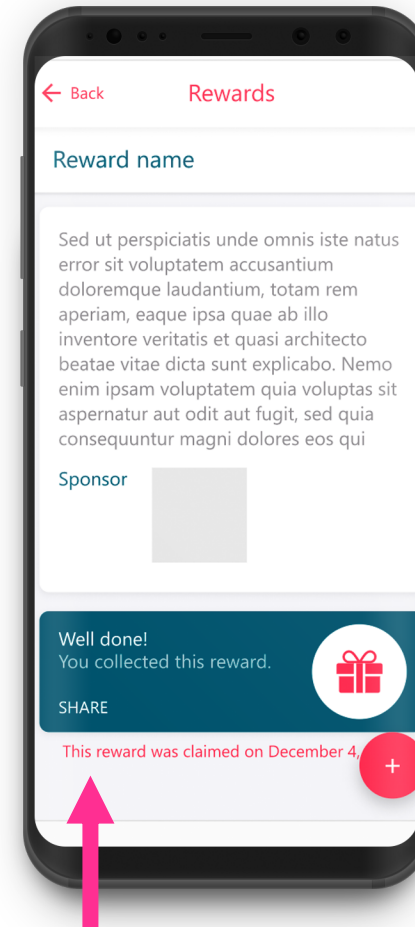 ← Back Rewards
Reward name
Sed ut perspiciatis unde omnis iste natus
error sit voluptatem accusantium
doloremque laudantium, totam rem
aperiam, eaque ipsa quae ab illo
inventore veritatis et quasi architecto
beatae vitae dicta sunt explicabo. Nemo
enim ipsam voluptatem quia voluptas sit
aspernatur aut odit aut fugit, sed quia
consequuntur magni dolores eos qui
Sponsor
Well done!
You collected this reward.
SHARE
This reward was claimed on December 4,
+